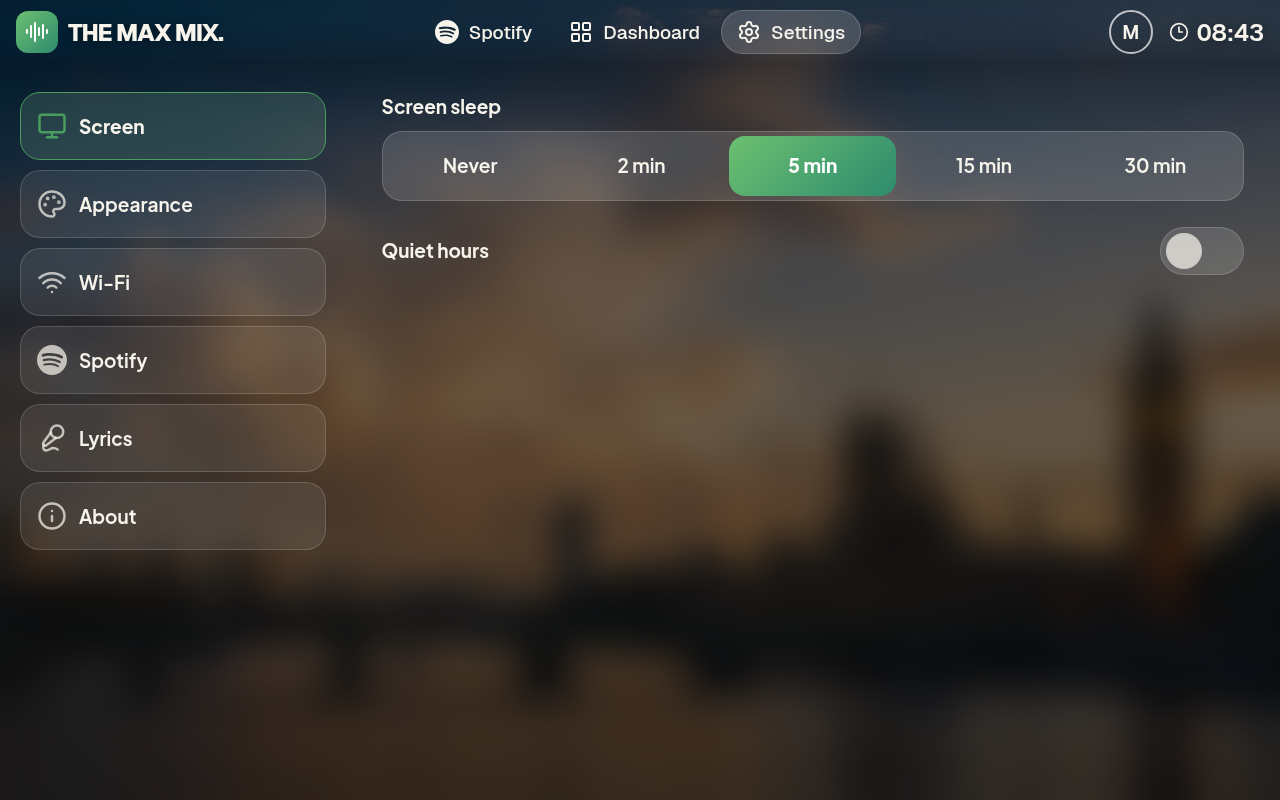 THE MAX MIX.
Spotify
Dashboard
Settings
M
08:43
Screen
Appearance
Wi-Fi
Spotify
Lyrics
About
Screen sleep
Never
2 min
5 min
15 min
30 min
Quiet hours